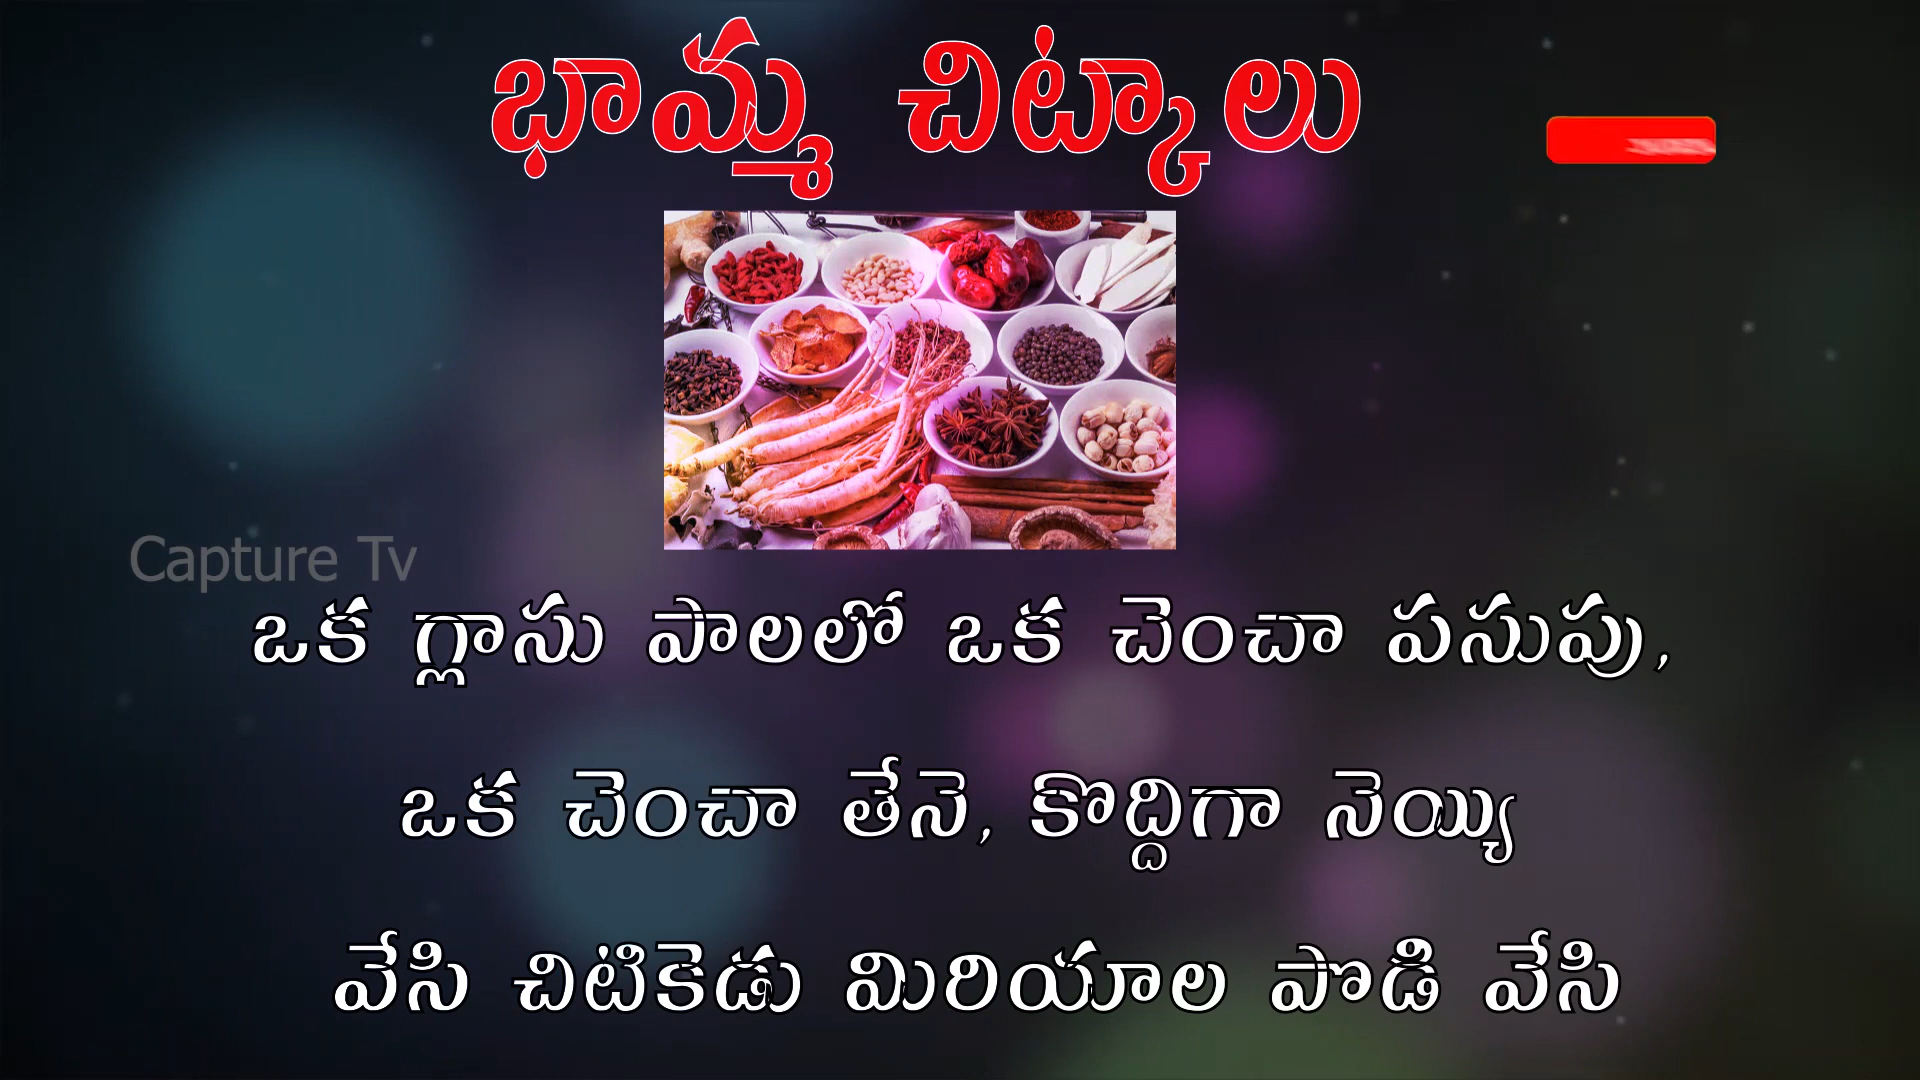 భామ్మ చిట్కాలు
Capture Tv
ఒక గ్లాసు పాలలో ఒక చెంచా పసుపు,
ఒక చెంచా తేనె, కొద్దిగా నెయ్యి
వేసి చిటికెడు మిరియాల పొడి వేసి